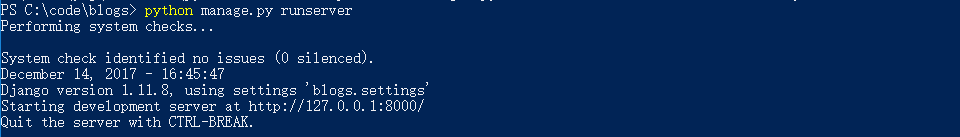 PS C:\code\blogs> python manage.py runserver
Performing system checks...
System check identified no issues (0 silenced).
December 14, 2017 - 16:45:47
Django version 1.11.8, using settings 'blogs.settings'
Starting development server at http://127.0.0.1:8000/
Quit the server with CTRL-BREAK.